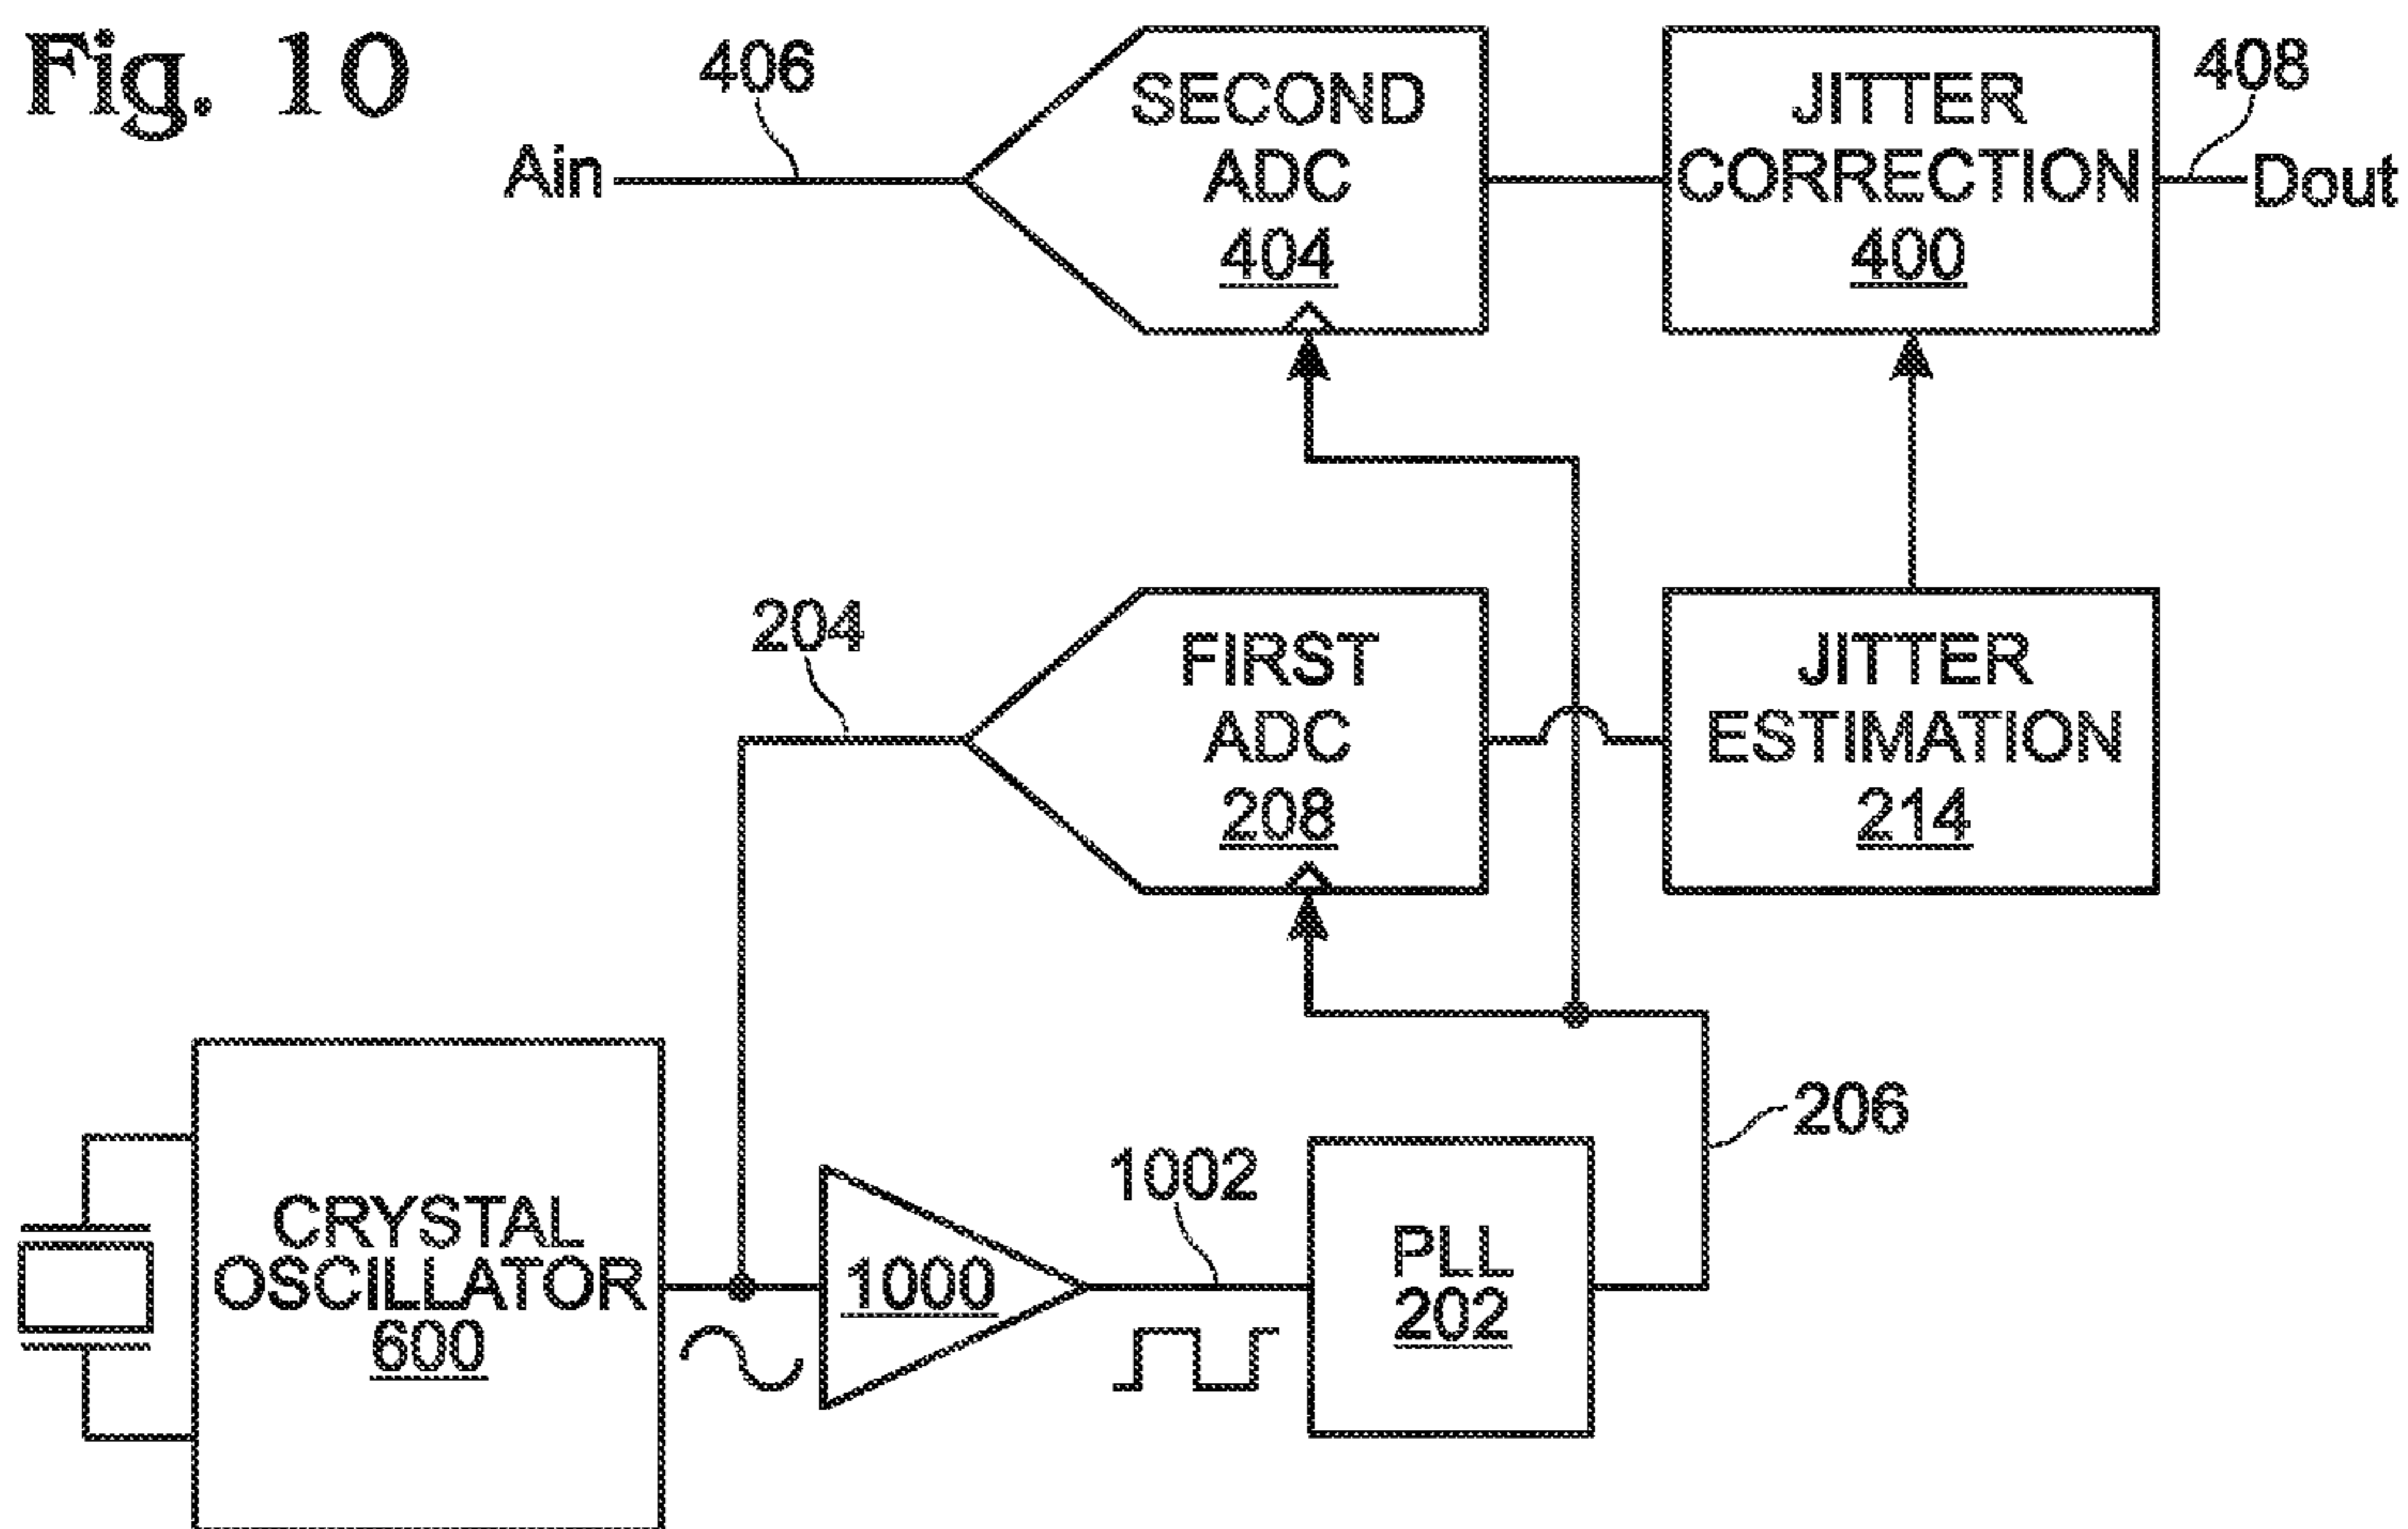 Fig. 10
406
Ain
SECOND
ADC
404
JITTER
CORRECTION
400
408
Dout
204
FIRST
ADC
208
JITTER
ESTIMATION
214
206
CRYSTAL
OSCILLATOR
600
1000
1002
PLL
202